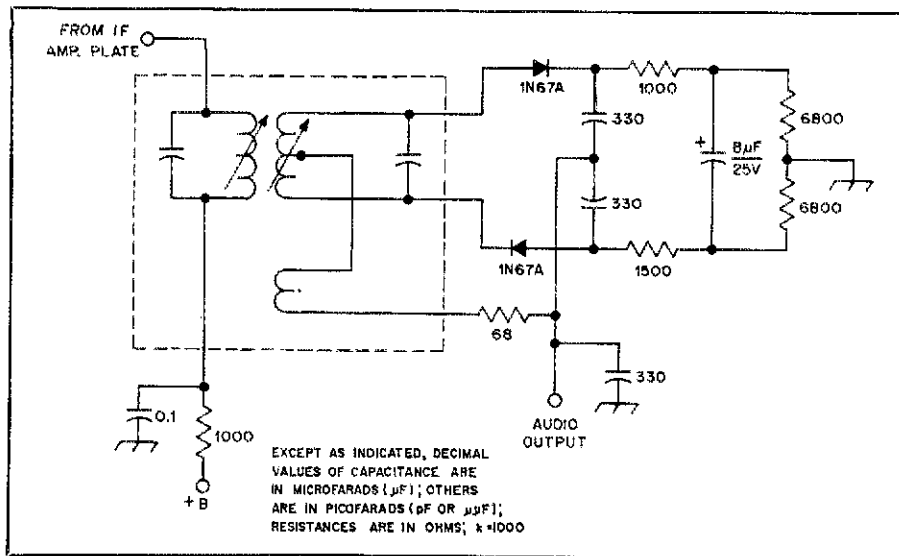 FROM IF
AMP. PLATE
1N67A
1000
330
6800
+
8µF
25V
330
6800
1N67A
1500
68
330
0.1
1000
+B
AUDIO
OUTPUT
EXCEPT AS INDICATED, DECIMAL
VALUES OF CAPACITANCE ARE
IN MICROFARADS (µF); OTHERS
ARE IN PICOFARADS (pF OR µµF);
RESISTANCES ARE IN OHMS; k=1000